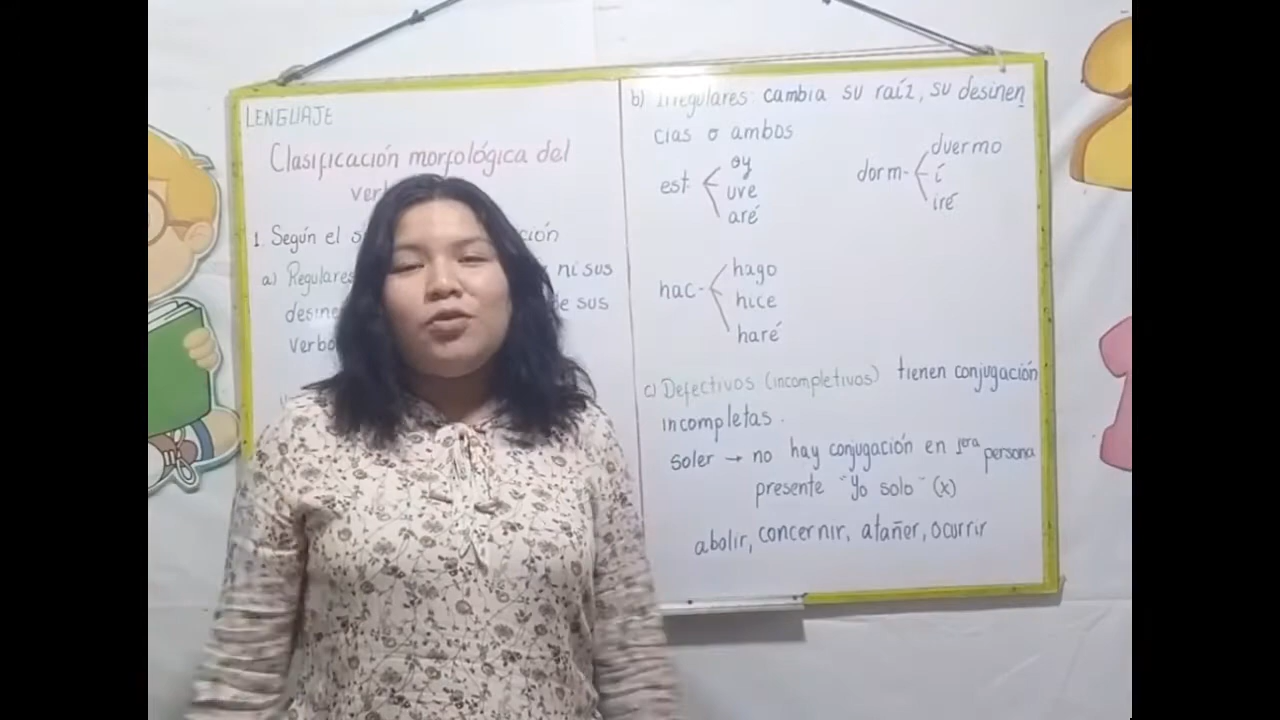 LENGUAJE
Clasificación morfológica del
1. Según el ción
a) Regulares ni sus
de sus
b) Irregulares: cambia su raíz, su desinen
cias o ambos
est- oy
uve
aré
dorm- duermo
í
iré
hac- hago
hice
haré
c) Defectivos (incompletivos) tienen conjugación
incompletas.
soler → no hay conjugación en 1era persona
presente "Yo solo" (x)
abolir, concernir, atañer, ocurrir